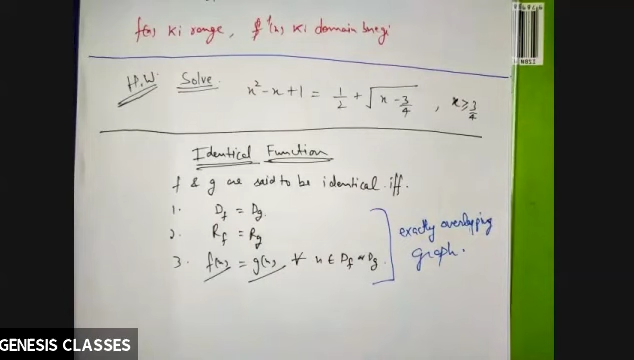 f(x) ki range, f⁻¹(x) ki domain banegi
H.W. Solve x² - x + 1 = 1/2 + √(x - 3/4) , x ≥ 3/4
Identical Function
f & g are said to be identical iff.
1. D_f = D_g.
2. R_f = R_g
3. f(x) = g(x) ∀ x ∈ D_f or D_g.
exactly overlapping
graph.
GENESIS CLASSES